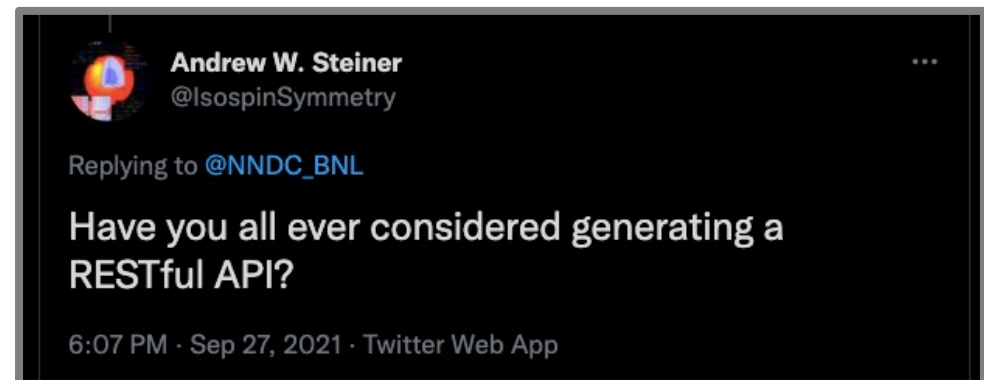 Andrew W. Steiner
@IsospinSymmetry
Replying to @NNDC_BNL
Have you all ever considered generating a
RESTful API?
6:07 PM · Sep 27, 2021 · Twitter Web App